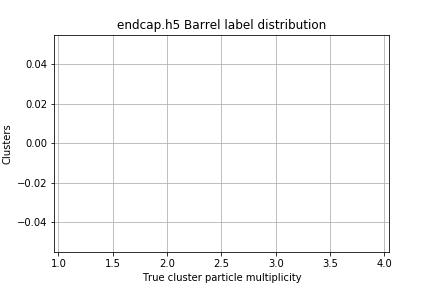 endcap.h5 Barrel label distribution
0.04
0.02
0.00
−0.02
−0.04
Clusters
1.0 1.5 2.0 2.5 3.0 3.5 4.0
True cluster particle multiplicity